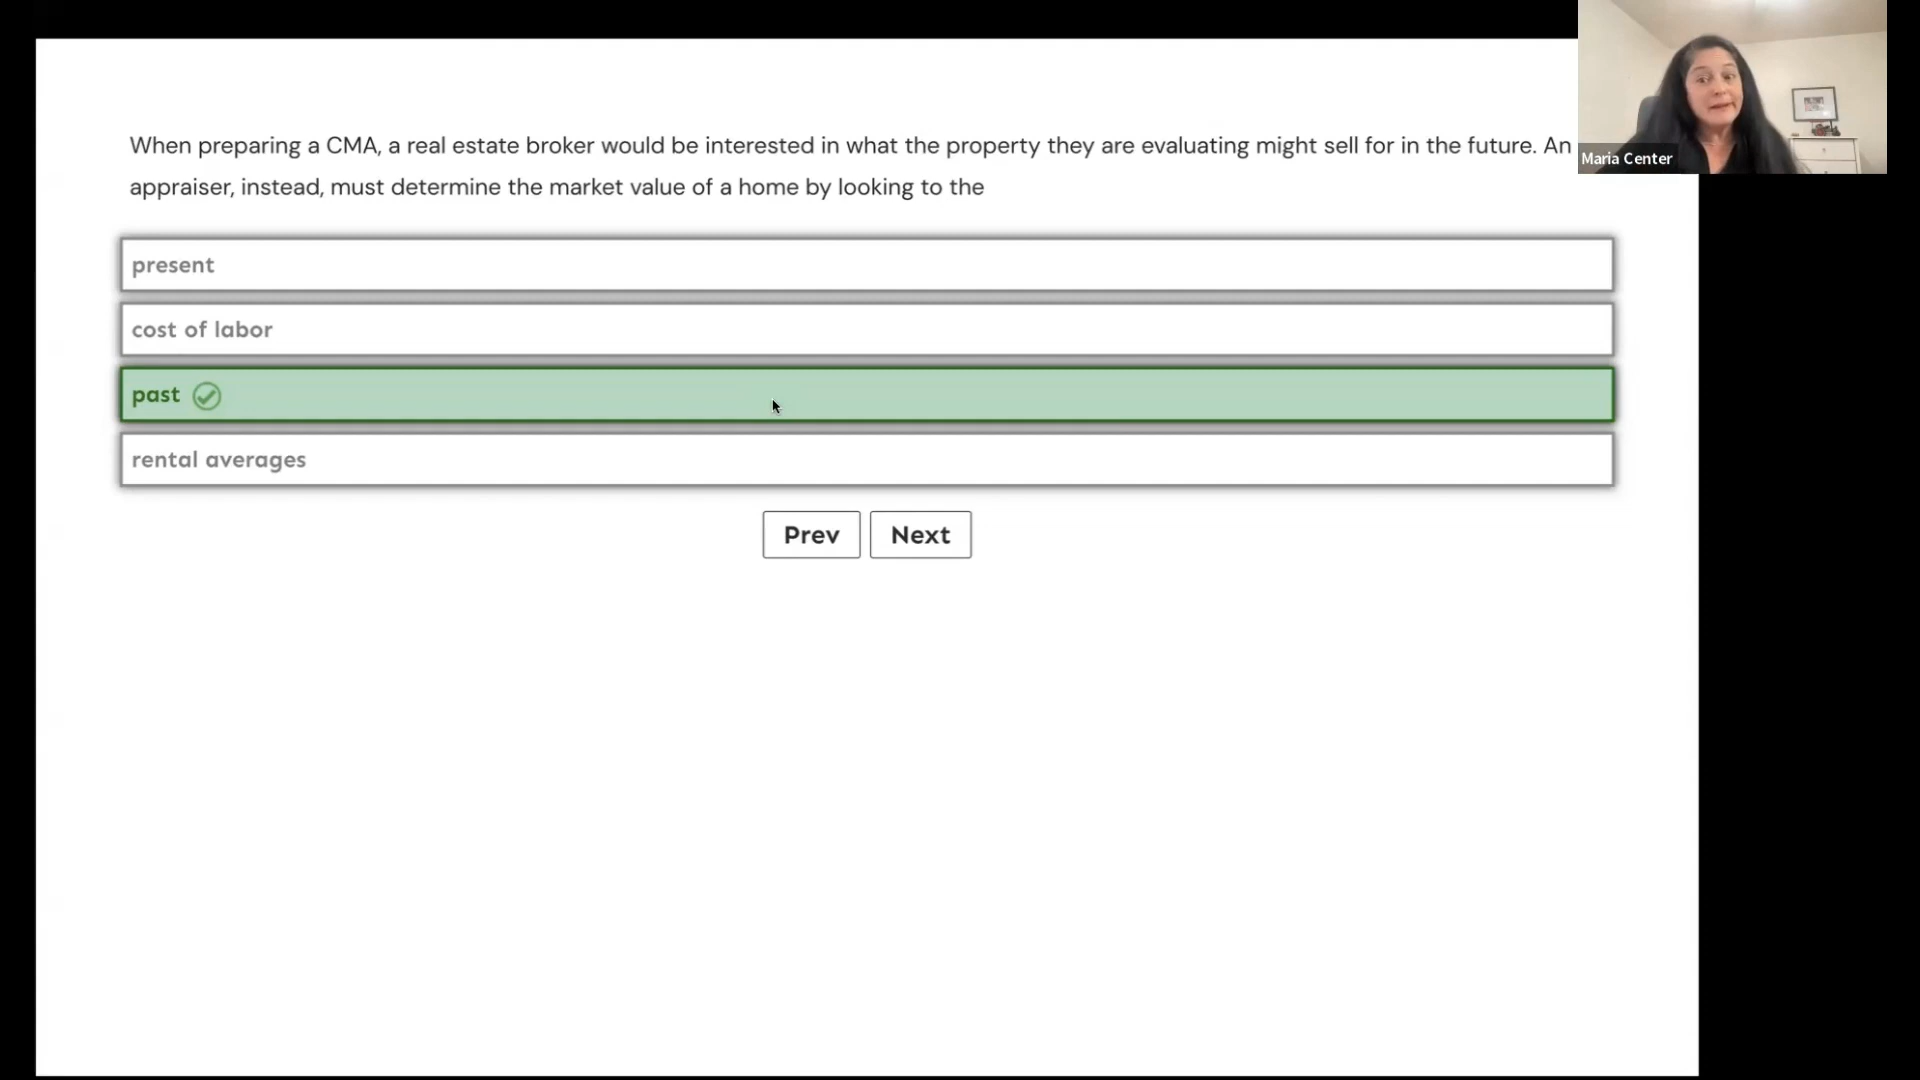 When preparing a CMA, a real estate broker would be interested in what the property they are evaluating might sell for in the future. An
appraiser, instead, must determine the market value of a home by looking to the
present
cost of labor
past
rental averages
Prev
Next
Maria Center